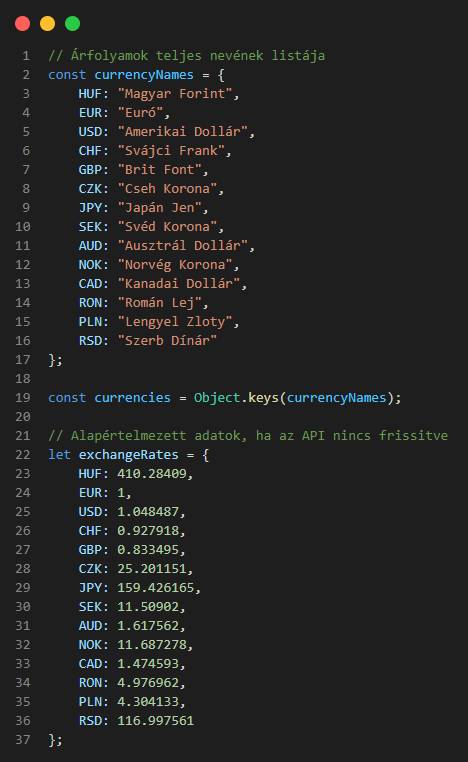 1 // Árfolyamok teljes nevének listája
2 const currencyNames = {
3     HUF: "Magyar Forint",
4     EUR: "Euró",
5     USD: "Amerikai Dollár",
6     CHF: "Svájci Frank",
7     GBP: "Brit Font",
8     CZK: "Cseh Korona",
9     JPY: "Japán Jen",
10     SEK: "Svéd Korona",
11     AUD: "Ausztrál Dollár",
12     NOK: "Norvég Korona",
13     CAD: "Kanadai Dollár",
14     RON: "Román Lej",
15     PLN: "Lengyel Zloty",
16     RSD: "Szerb Dínár"
17 };
18
19 const currencies = Object.keys(currencyNames);
20
21 // Alapértelmezett adatok, ha az API nincs frissitve
22 let exchangeRates = {
23     HUF: 410.28409,
24     EUR: 1,
25     USD: 1.048487,
26     CHF: 0.927918,
27     GBP: 0.833495,
28     CZK: 25.201151,
29     JPY: 159.426165,
30     SEK: 11.50902,
31     AUD: 1.617562,
32     NOK: 11.687278,
33     CAD: 1.474593,
34     RON: 4.976962,
35     PLN: 4.304133,
36     RSD: 116.997561
37 };